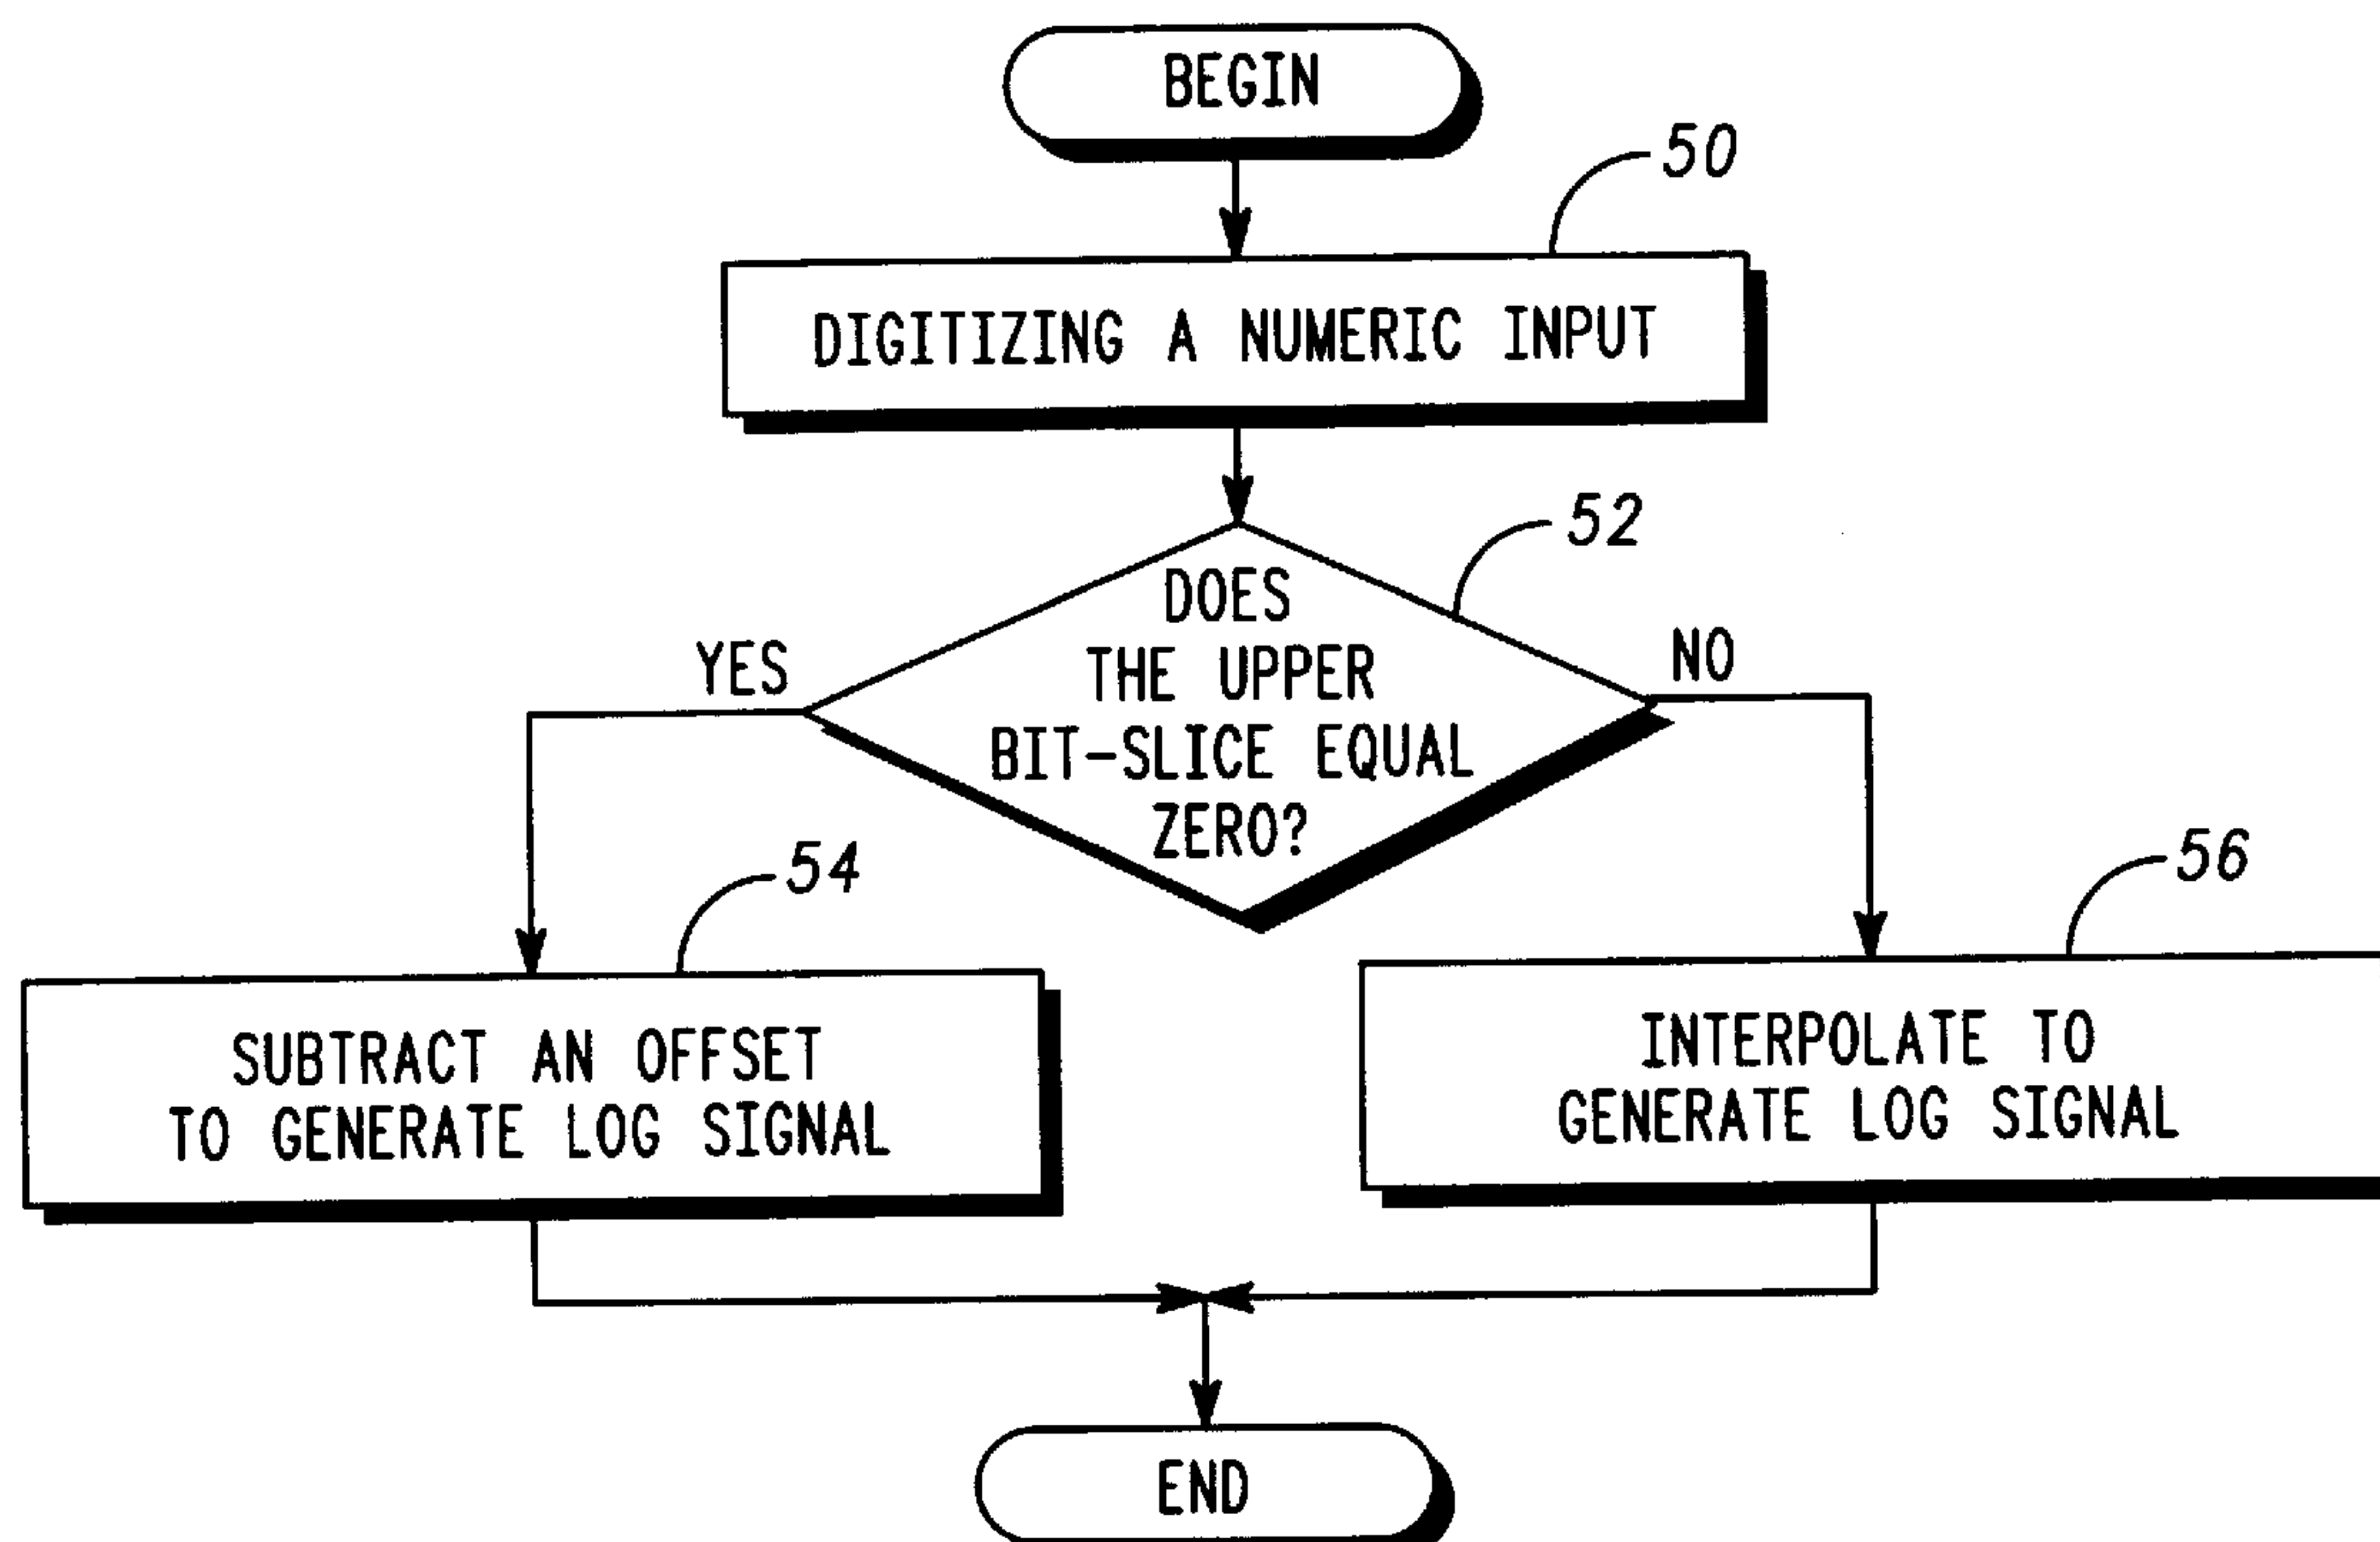 BEGIN
50
DIGITIZING A NUMERIC INPUT
52
DOES
THE UPPER
BIT-SLICE EQUAL
ZERO?
YES
NO
54
56
SUBTRACT AN OFFSET
TO GENERATE LOG SIGNAL
INTERPOLATE TO
GENERATE LOG SIGNAL
END